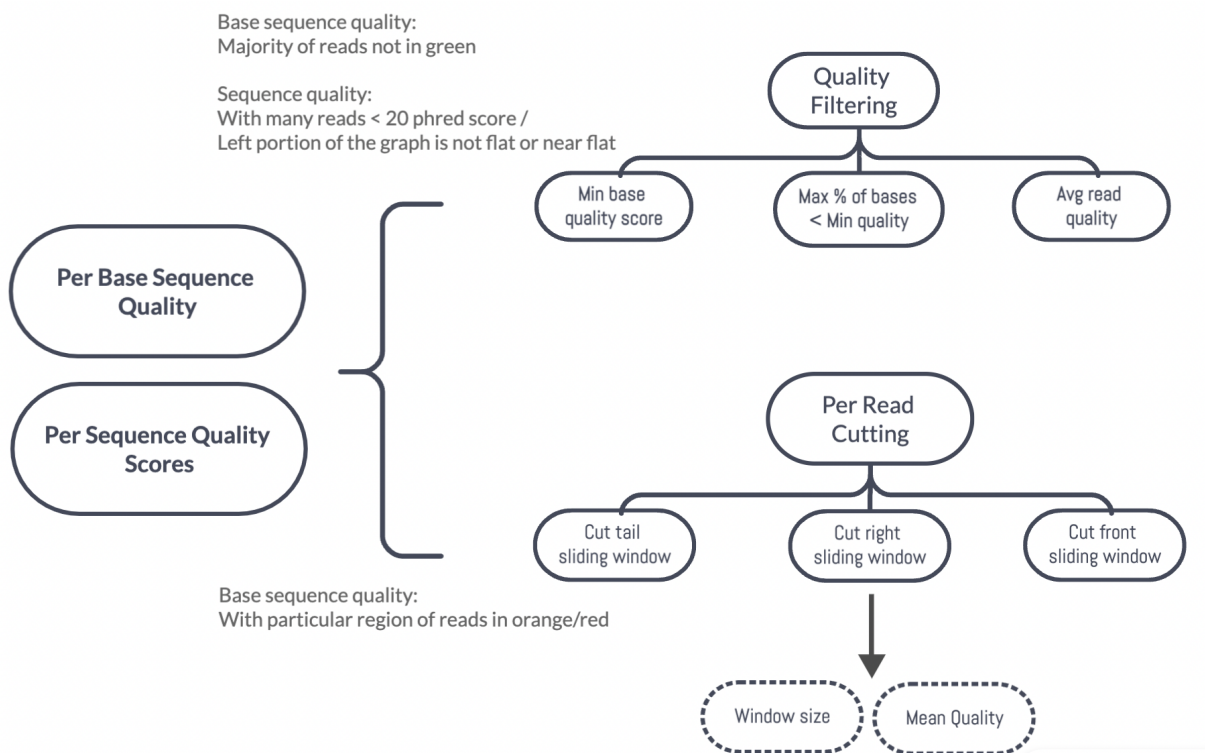 Base sequence quality:
Majority of reads not in green
Sequence quality:
With many reads < 20 phred score /
Left portion of the graph is not flat or near flat
Quality
Filtering
Min base
quality score
Max % of bases
< Min quality
Avg read
quality
Per Base Sequence
Quality
Per Sequence Quality
Scores
Per Read
Cutting
Cut tail
sliding window
Cut right
sliding window
Cut front
sliding window
Base sequence quality:
With particular region of reads in orange/red
Window size
Mean Quality